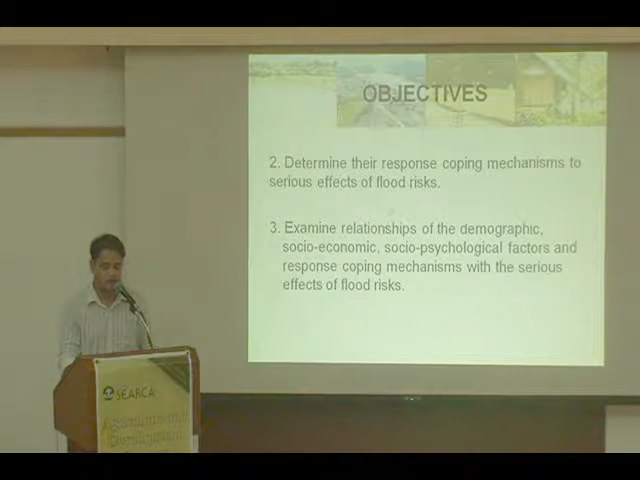 OBJECTIVES
2. Determine their response coping mechanisms to
serious effects of flood risks.
3. Examine relationships of the demographic,
socio-economic, socio-psychological factors and
response coping mechanisms with the serious
effects of flood risks.
SEARCA